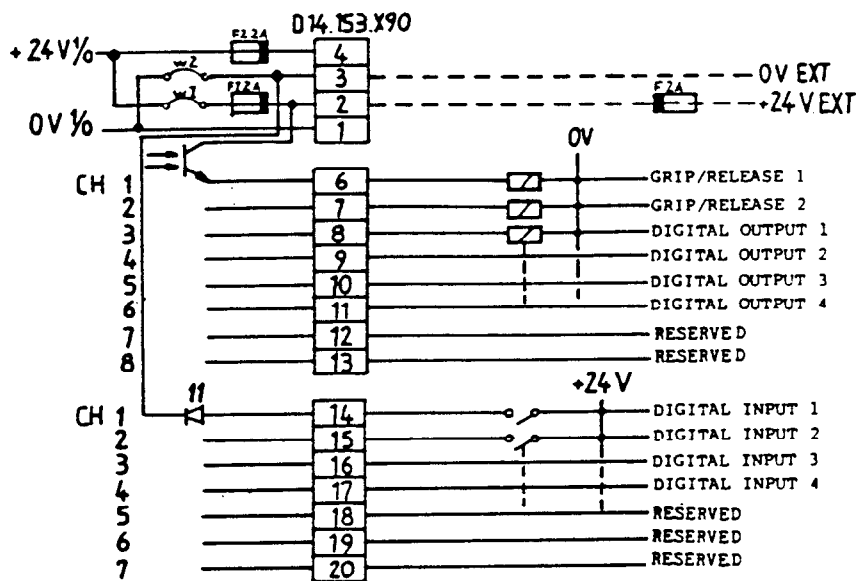 D14.153.X90
+24V I/O F2 2A 4
w2 3 0V EXT
w1 F1 2A 2 F 2A +24V EXT
0V I/O 1
0V
CH 1 6 GRIP/RELEASE 1
2 7 GRIP/RELEASE 2
3 8 DIGITAL OUTPUT 1
4 9 DIGITAL OUTPUT 2
5 10 DIGITAL OUTPUT 3
6 11 DIGITAL OUTPUT 4
7 12 RESERVED
8 13 RESERVED
+24V
11
CH 1 14 DIGITAL INPUT 1
2 15 DIGITAL INPUT 2
3 16 DIGITAL INPUT 3
4 17 DIGITAL INPUT 4
5 18 RESERVED
6 19 RESERVED
7 20 RESERVED